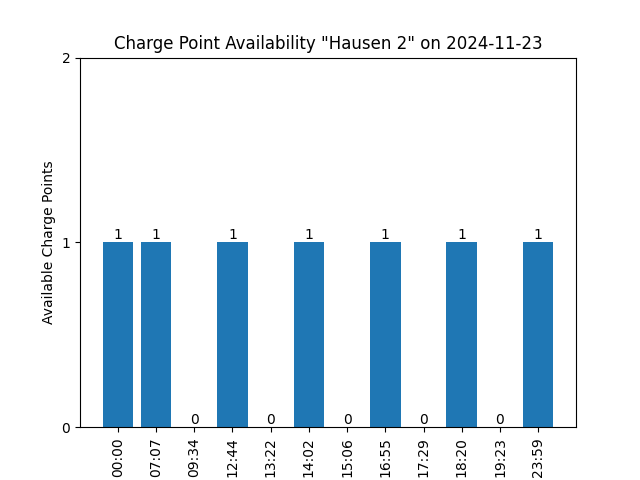 Charge Point Availability "Hausen 2" on 2024-11-23
Available Charge Points
2
1
0
1 1 0 1 0 1 0 1 0 1 0 1
00:00 07:07 09:34 12:44 13:22 14:02 15:06 16:55 17:29 18:20 19:23 23:59